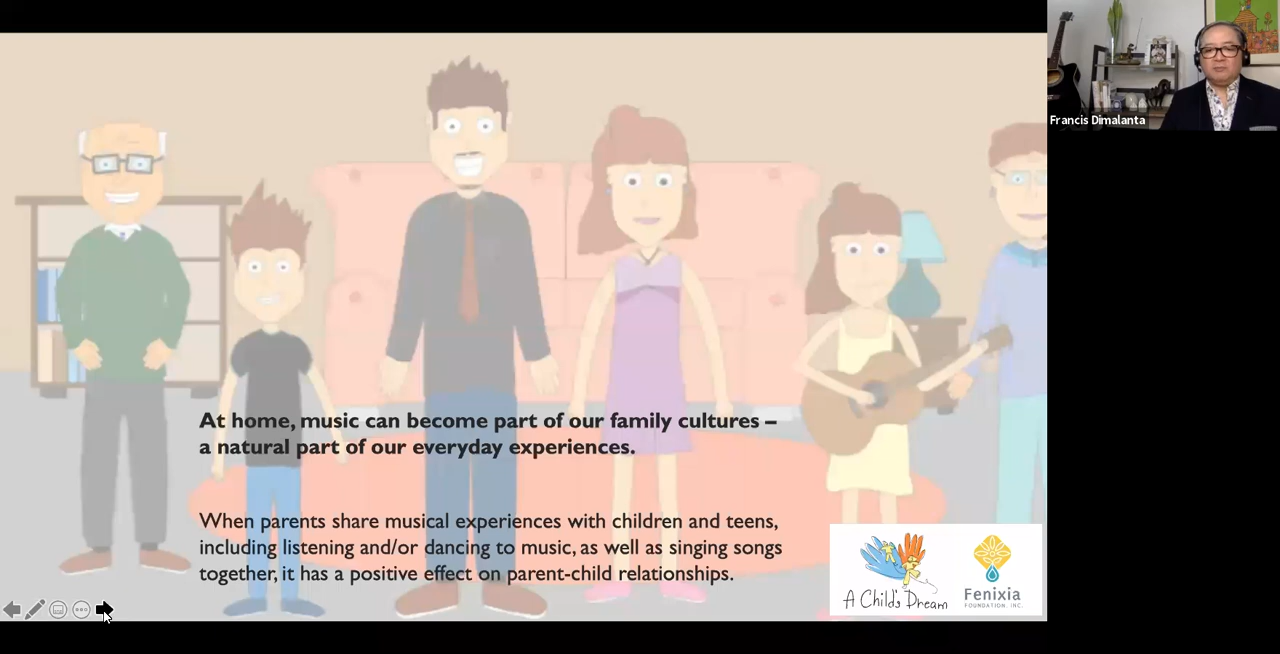 Francis Dimalanta
At home, music can become part of our family cultures –
a natural part of our everyday experiences.
When parents share musical experiences with children and teens,
including listening and/or dancing to music, as well as singing songs
together, it has a positive effect on parent-child relationships.
A Child's Dream
Fenixia
FOUNDATION, INC.